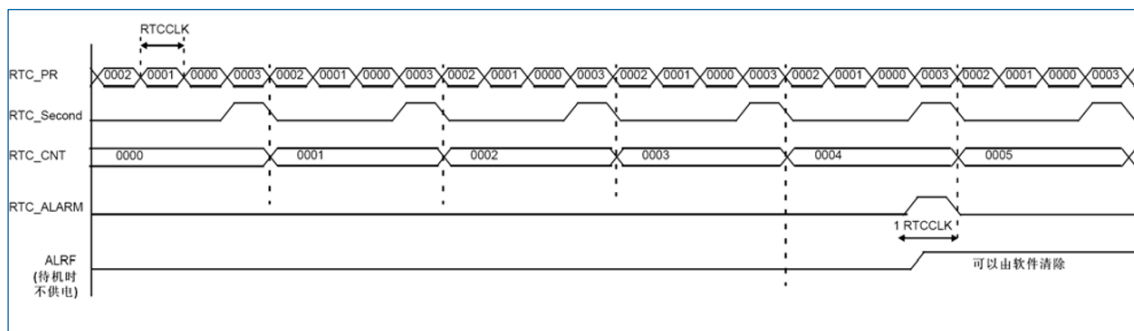 RTCCLK
RTC_PR 0002 0001 0000 0003 0002 0001 0000 0003 0002 0001 0000 0003 0002 0001 0000 0003 0002 0001 0000 0003 0002 0001 0000 0003
RTC_Second
RTC_CNT 0000 0001 0002 0003 0004 0005
RTC_ALARM
1 RTCCLK
ALRF 可以由软件清除
(待机时
不供电)